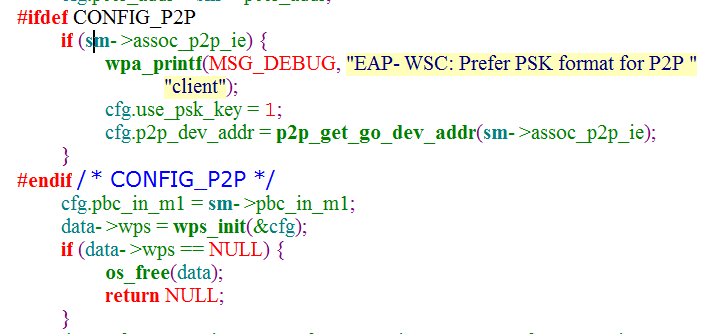 #ifdef CONFIG_P2P
if (sm->assoc_p2p_ie) {
wpa_printf(MSG_DEBUG, "EAP-WSC: Prefer PSK format for P2P "
"client");
cfg.use_psk_key = 1;
cfg.p2p_dev_addr = p2p_get_go_dev_addr(sm->assoc_p2p_ie);
}
#endif /* CONFIG_P2P */
cfg.pbc_in_m1 = sm->pbc_in_m1;
data->wps = wps_init(&cfg);
if (data->wps == NULL) {
os_free(data);
return NULL;
}